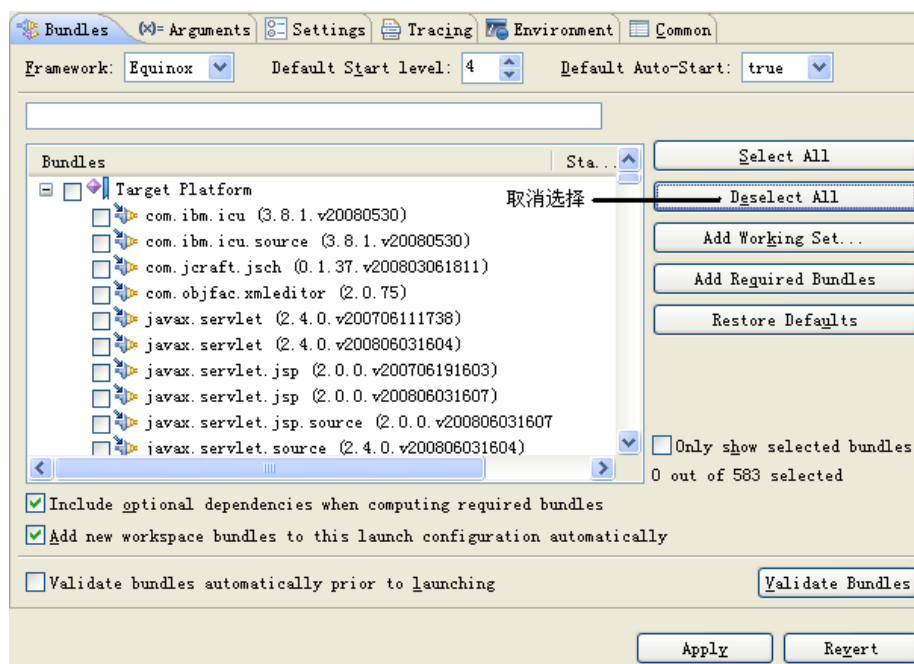 Bundles (x)= Arguments Settings Tracing Environment Common
Framework: Equinox Default Start level: 4 Default Auto-Start: true
Bundles Sta...
Select All
Target Platform
取消选择
Deselect All
com.ibm.icu (3.8.1.v20080530)
com.ibm.icu.source (3.8.1.v20080530)
Add Working Set...
com.jcraft.jsch (0.1.37.v200803061811)
Add Required Bundles
com.objfac.xmleditor (2.0.75)
javax.servlet (2.4.0.v200706111738)
Restore Defaults
javax.servlet (2.4.0.v200806031604)
javax.servlet.jsp (2.0.0.v200706191603)
javax.servlet.jsp (2.0.0.v200806031607)
javax.servlet.jsp.source (2.0.0.v200806031607
javax.servlet.source (2.4.0.v200806031604)
Only show selected bundles
0 out of 583 selected
Include optional dependencies when computing required bundles
Add new workspace bundles to this launch configuration automatically
Validate bundles automatically prior to launching
Validate Bundles
Apply Revert